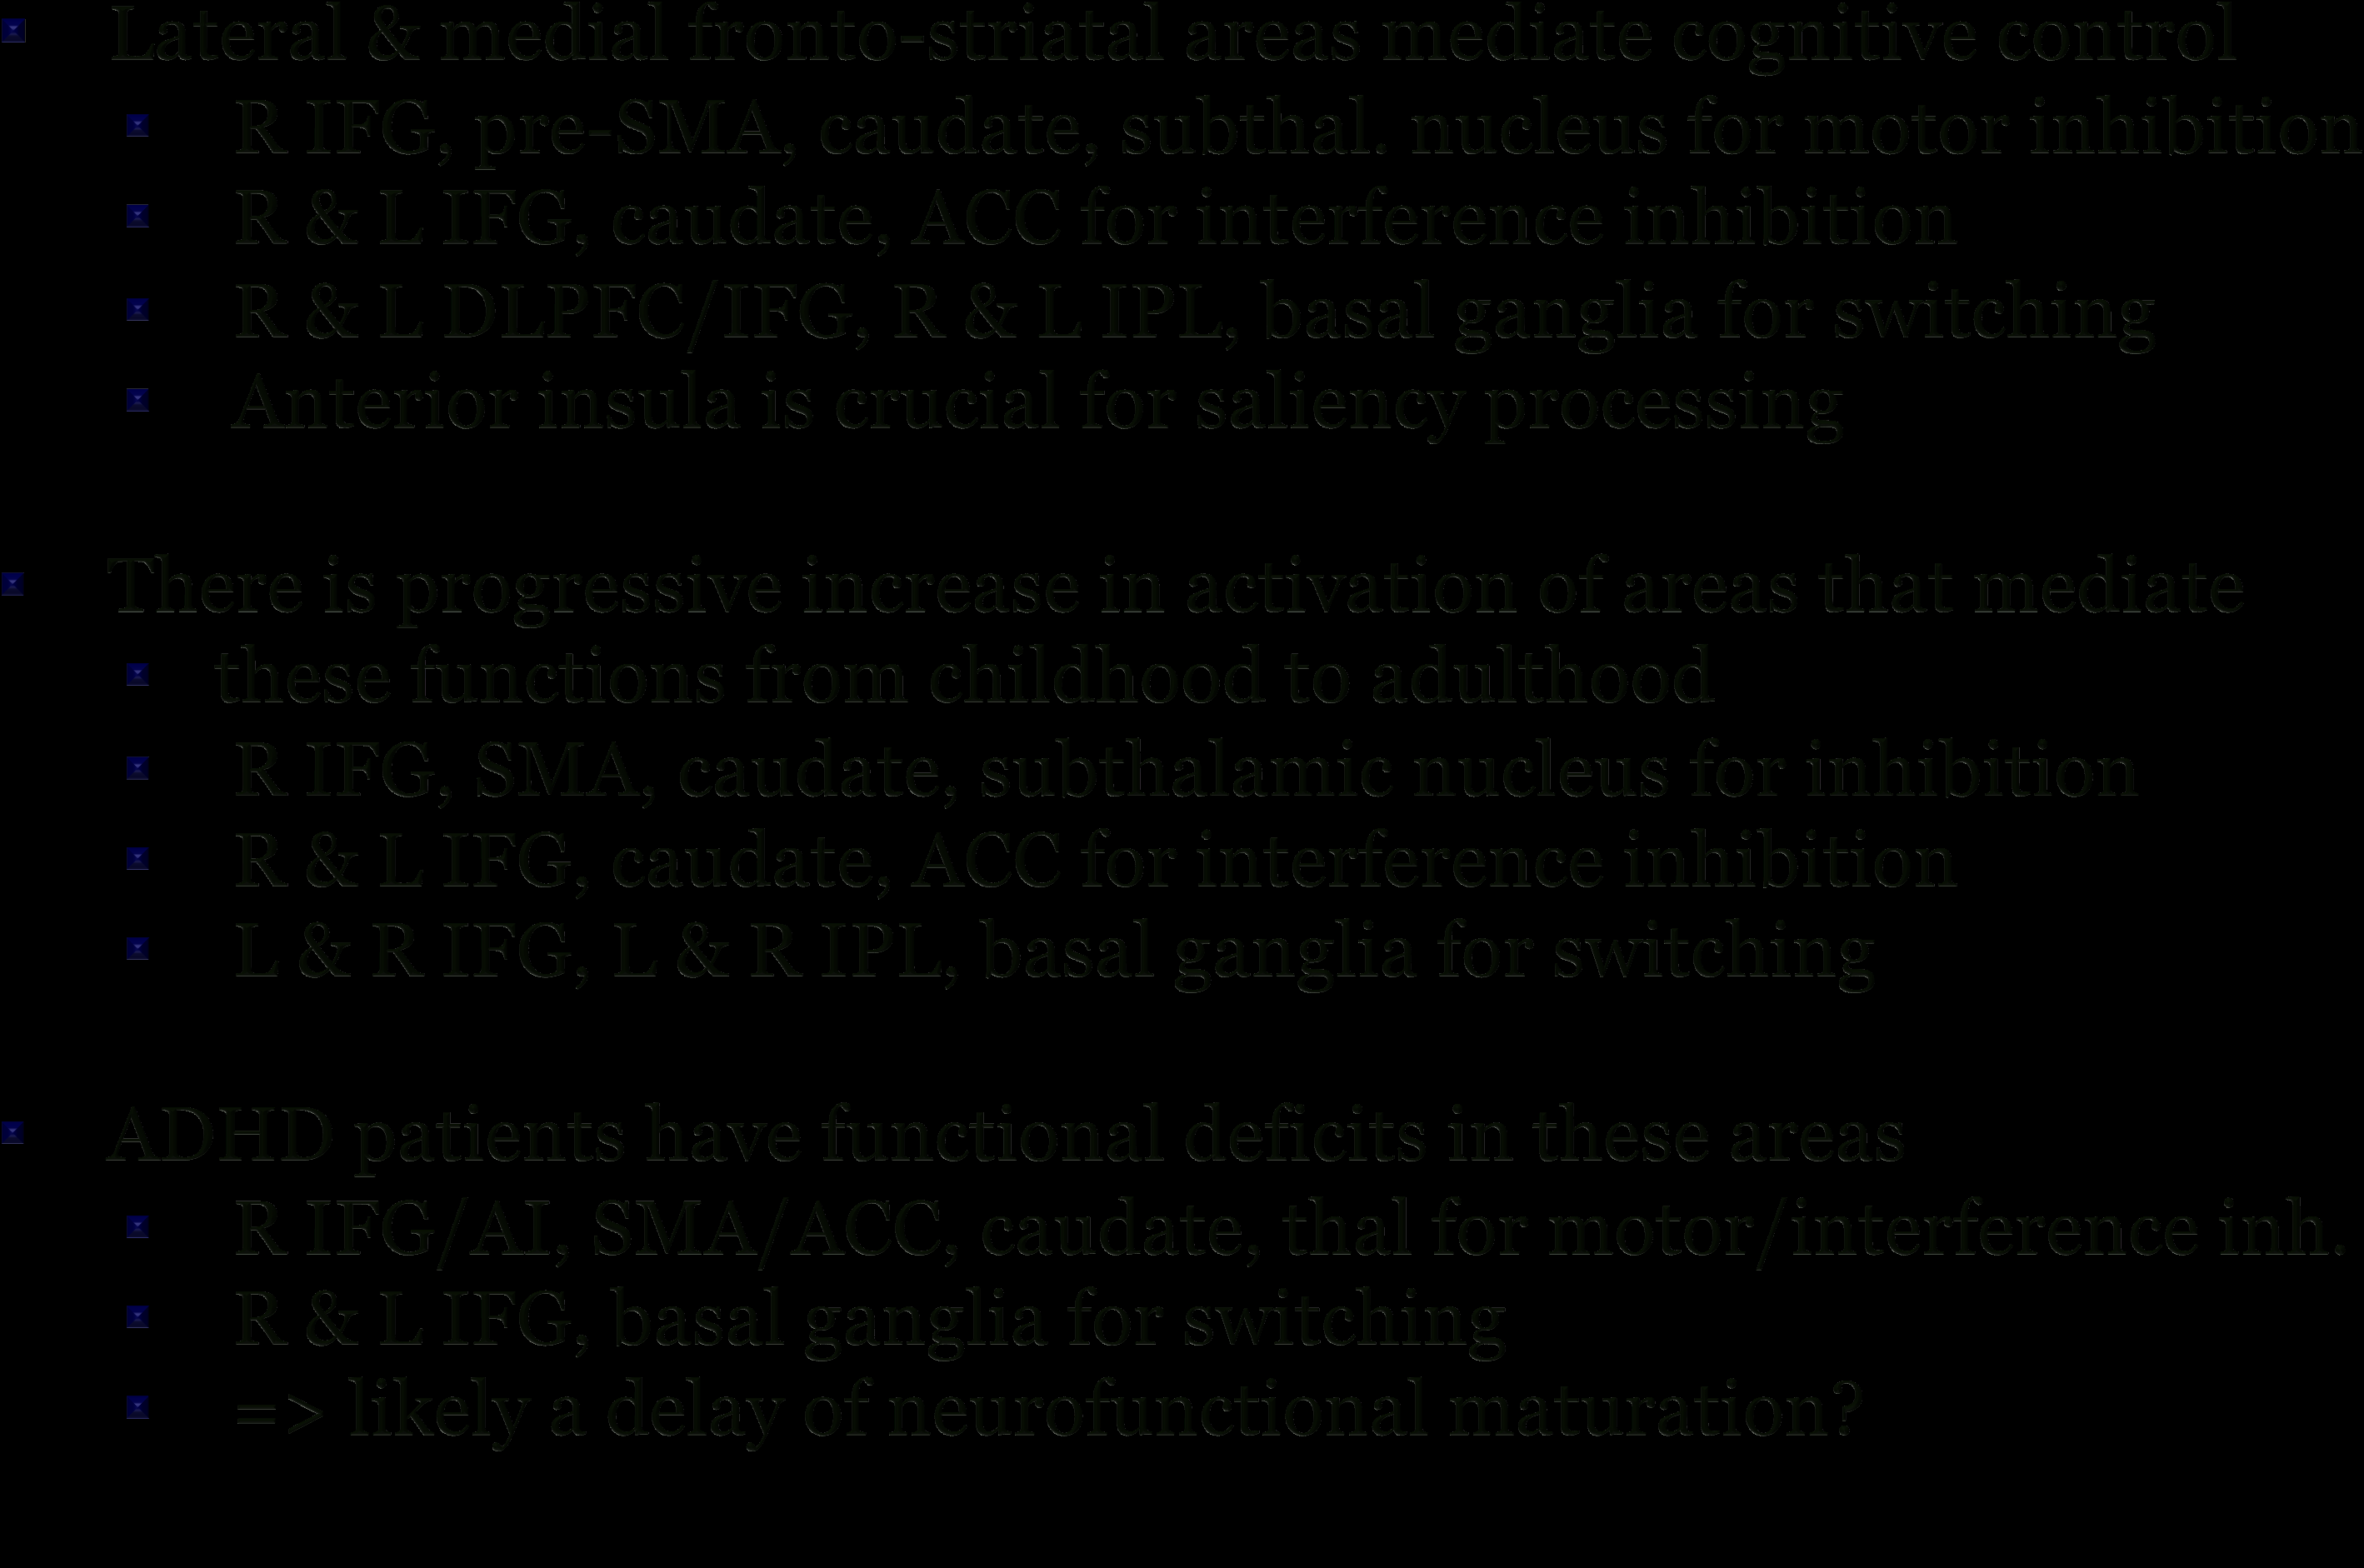 Lateral & medial fronto-striatal areas mediate cognitive control
R IFG, pre-SMA, caudate, subthal. nucleus for motor inhibition
R & L IFG, caudate, ACC for interference inhibition
R & L DLPFC/IFG, R & L IPL, basal ganglia for switching
Anterior insula is crucial for saliency processing
There is progressive increase in activation of areas that mediate
these functions from childhood to adulthood
R IFG, SMA, caudate, subthalamic nucleus for inhibition
R & L IFG, caudate, ACC for interference inhibition
L & R IFG, L & R IPL, basal ganglia for switching
ADHD patients have functional deficits in these areas
R IFG/AI, SMA/ACC, caudate, thal for motor/interference inh.
R & L IFG, basal ganglia for switching
=> likely a delay of neurofunctional maturation?